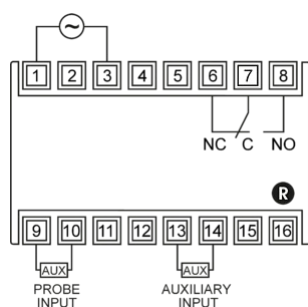 ~
1 2 3 4 5 6 7 8
NC C NO
R
9 10 11 12 13 14 15 16
AUX AUX
PROBE INPUT
AUXILIARY INPUT